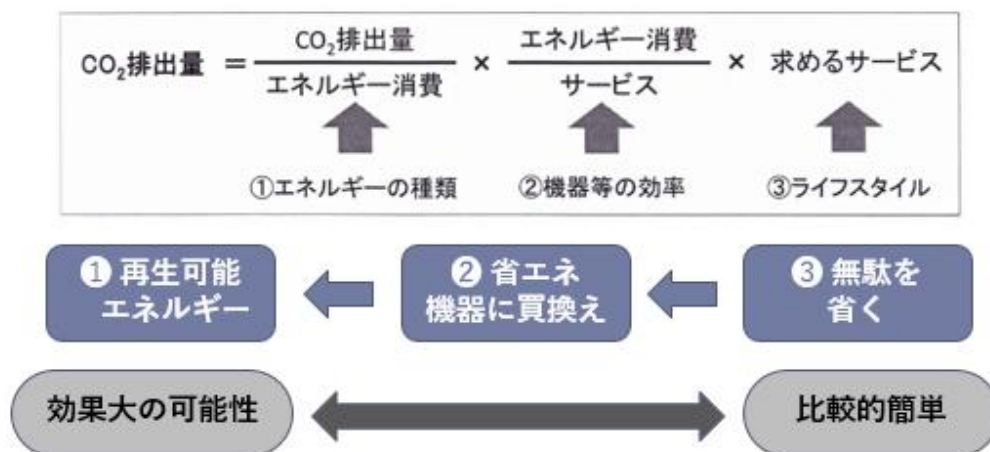 CO₂排出量 = CO₂排出量/エネルギー消費 × エネルギー消費/サービス × 求めるサービス
①エネルギーの種類 ②機器等の効率 ③ライフスタイル
❶ 再生可能
エネルギー
❷ 省エネ
機器に買換え
❸ 無駄を
省く
効果大の可能性
比較的簡単